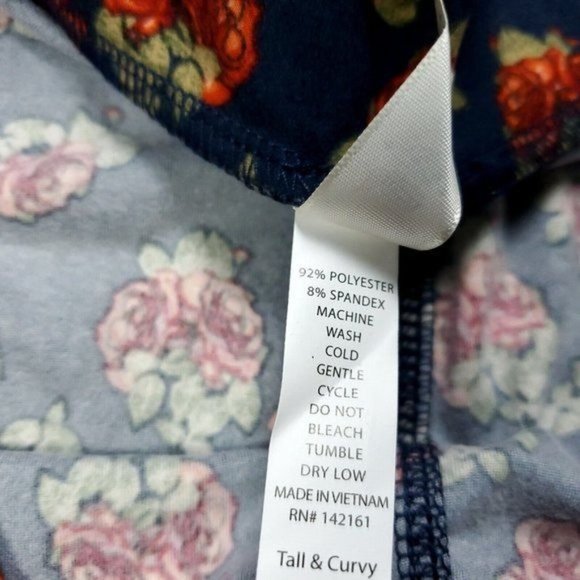 92% POLYESTER
8% SPANDEX
MACHINE
WASH
COLD
GENTLE
CYCLE
DO NOT
BLEACH
TUMBLE
DRY LOW
MADE IN VIETNAM
RN# 142161
Tall & Curvy